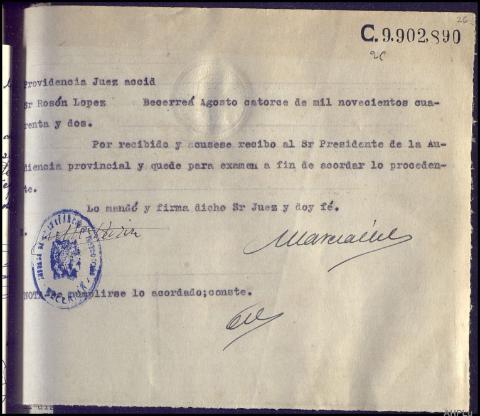 26
C.9.902,890
26
Providencia Juez accid
Sr Rosón Lopez Becerreá Agosto catorce de mil novecientos cua-
renta y dos.
Por recibido y acusese recibo al Sr Presidente de la Au-
diencia provincial y quede para examen a fin de acordar lo proceden-
te.
Lo mandó y firma dicho Sr Juez y doy fé.
NOTA cumplirse lo acordado;conste.